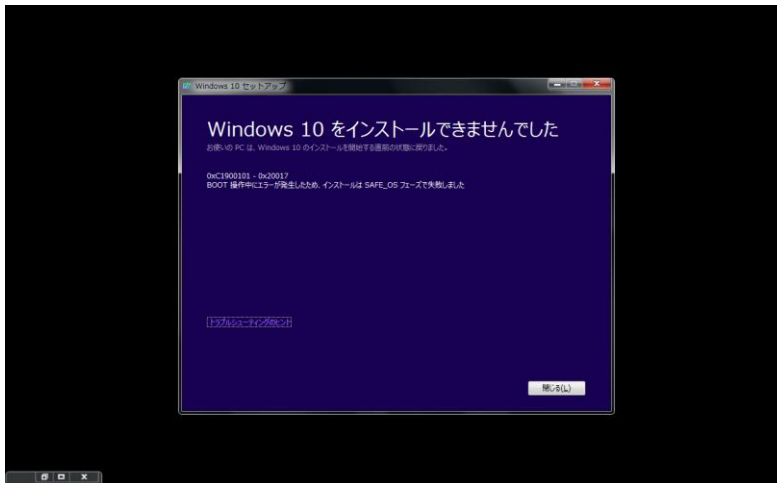 Windows 10 セットアップ
Windows 10 をインストールできませんでした
お使いの PC は、Windows 10 のインストールを開始する直前の状態に戻りました。
0xC1900101 - 0x20017
BOOT 操作中にエラーが発生したため、インストールは SAFE_OS フェーズで失敗しました
トラブルシューティングのヒント
閉じる(L)